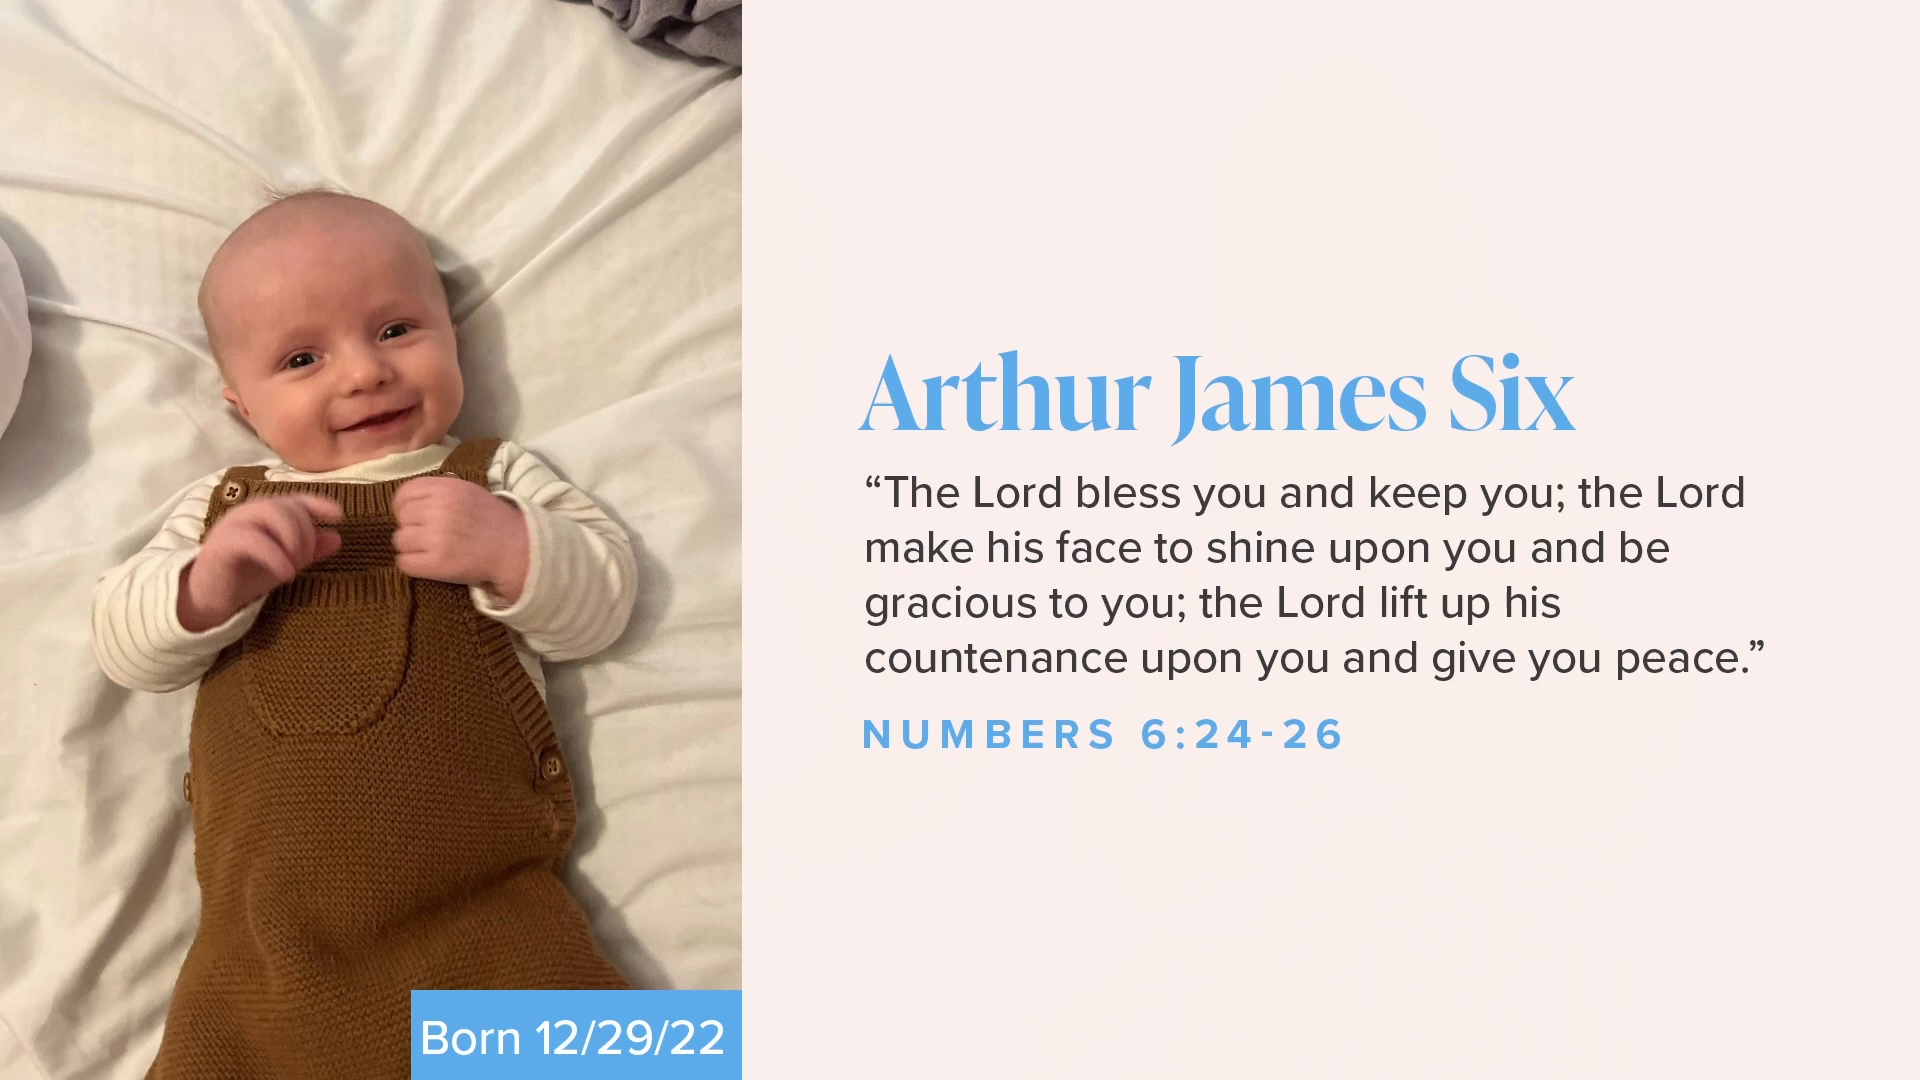 Arthur James Six
“The Lord bless you and keep you; the Lord
make his face to shine upon you and be
gracious to you; the Lord lift up his
countenance upon you and give you peace.”
NUMBERS 6:24-26
Born 12/29/22